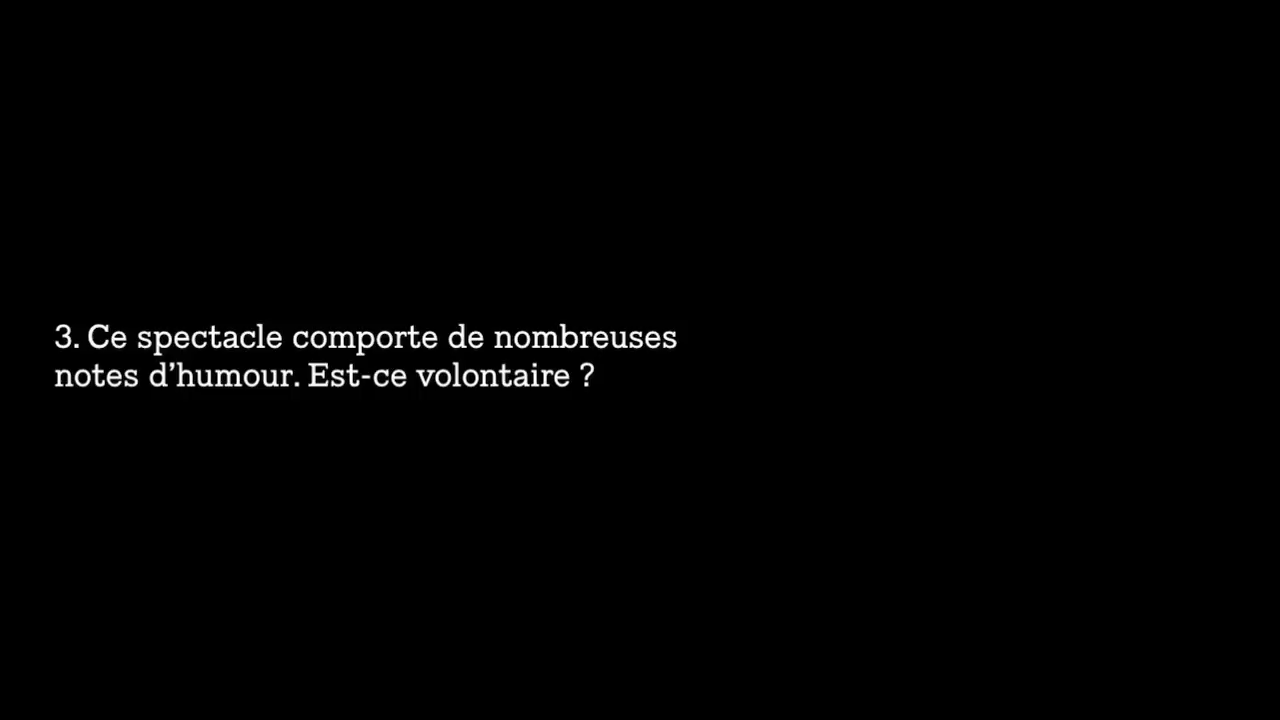 3. Ce spectacle comporte de nombreuses
notes d’humour. Est-ce volontaire ?